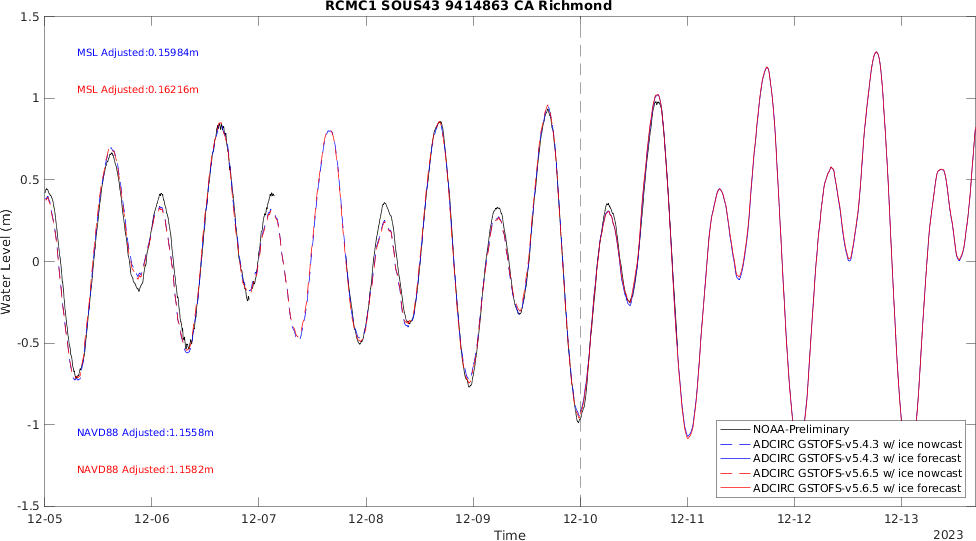 RCMC1 SOUS43 9414863 CA Richmond
1.5
1
0.5
0
-0.5
-1
-1.5
Water Level (m)
MSL Adjusted:0.15984m
MSL Adjusted:0.16216m
NAVD88 Adjusted:1.1558m
NAVD88 Adjusted:1.1582m
NOAA-Preliminary
ADCIRC GSTOFS-v5.4.3 w/ ice nowcast
ADCIRC GSTOFS-v5.4.3 w/ ice forecast
ADCIRC GSTOFS-v5.6.5 w/ ice nowcast
ADCIRC GSTOFS-v5.6.5 w/ ice forecast
12-05 12-06 12-07 12-08 12-09 12-10 12-11 12-12 12-13
Time
2023